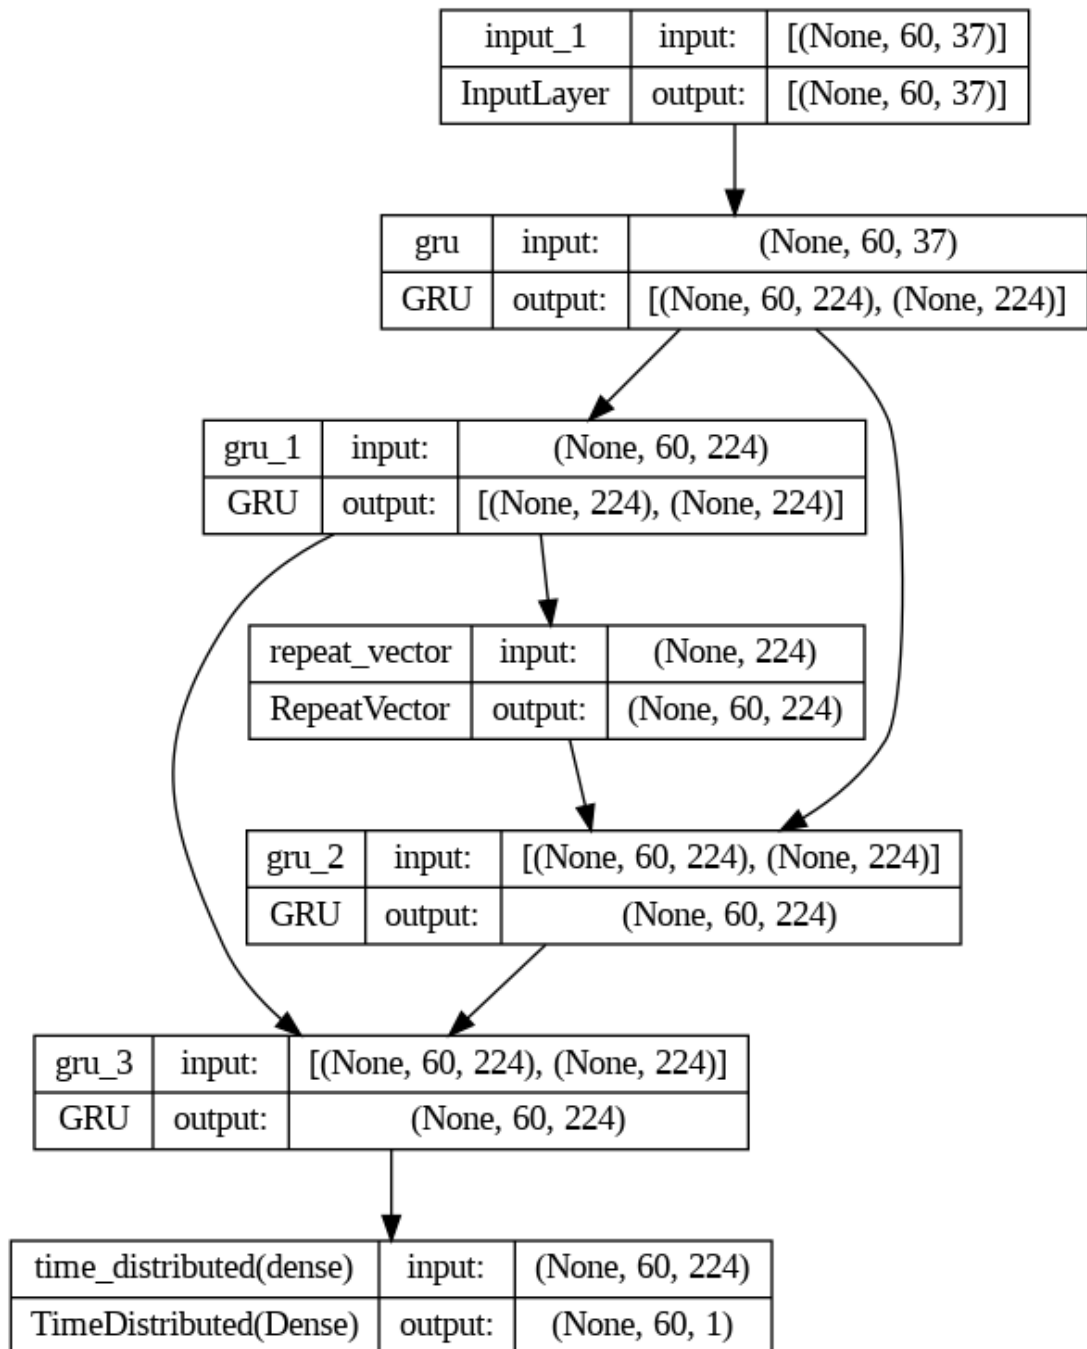 input_1 input: [(None, 60, 37)]
InputLayer output: [(None, 60, 37)]
gru input: (None, 60, 37)
GRU output: [(None, 60, 224), (None, 224)]
gru_1 input: (None, 60, 224)
GRU output: [(None, 224), (None, 224)]
repeat_vector input: (None, 224)
RepeatVector output: (None, 60, 224)
gru_2 input: [(None, 60, 224), (None, 224)]
GRU output: (None, 60, 224)
gru_3 input: [(None, 60, 224), (None, 224)]
GRU output: (None, 60, 224)
time_distributed(dense) input: (None, 60, 224)
TimeDistributed(Dense) output: (None, 60, 1)